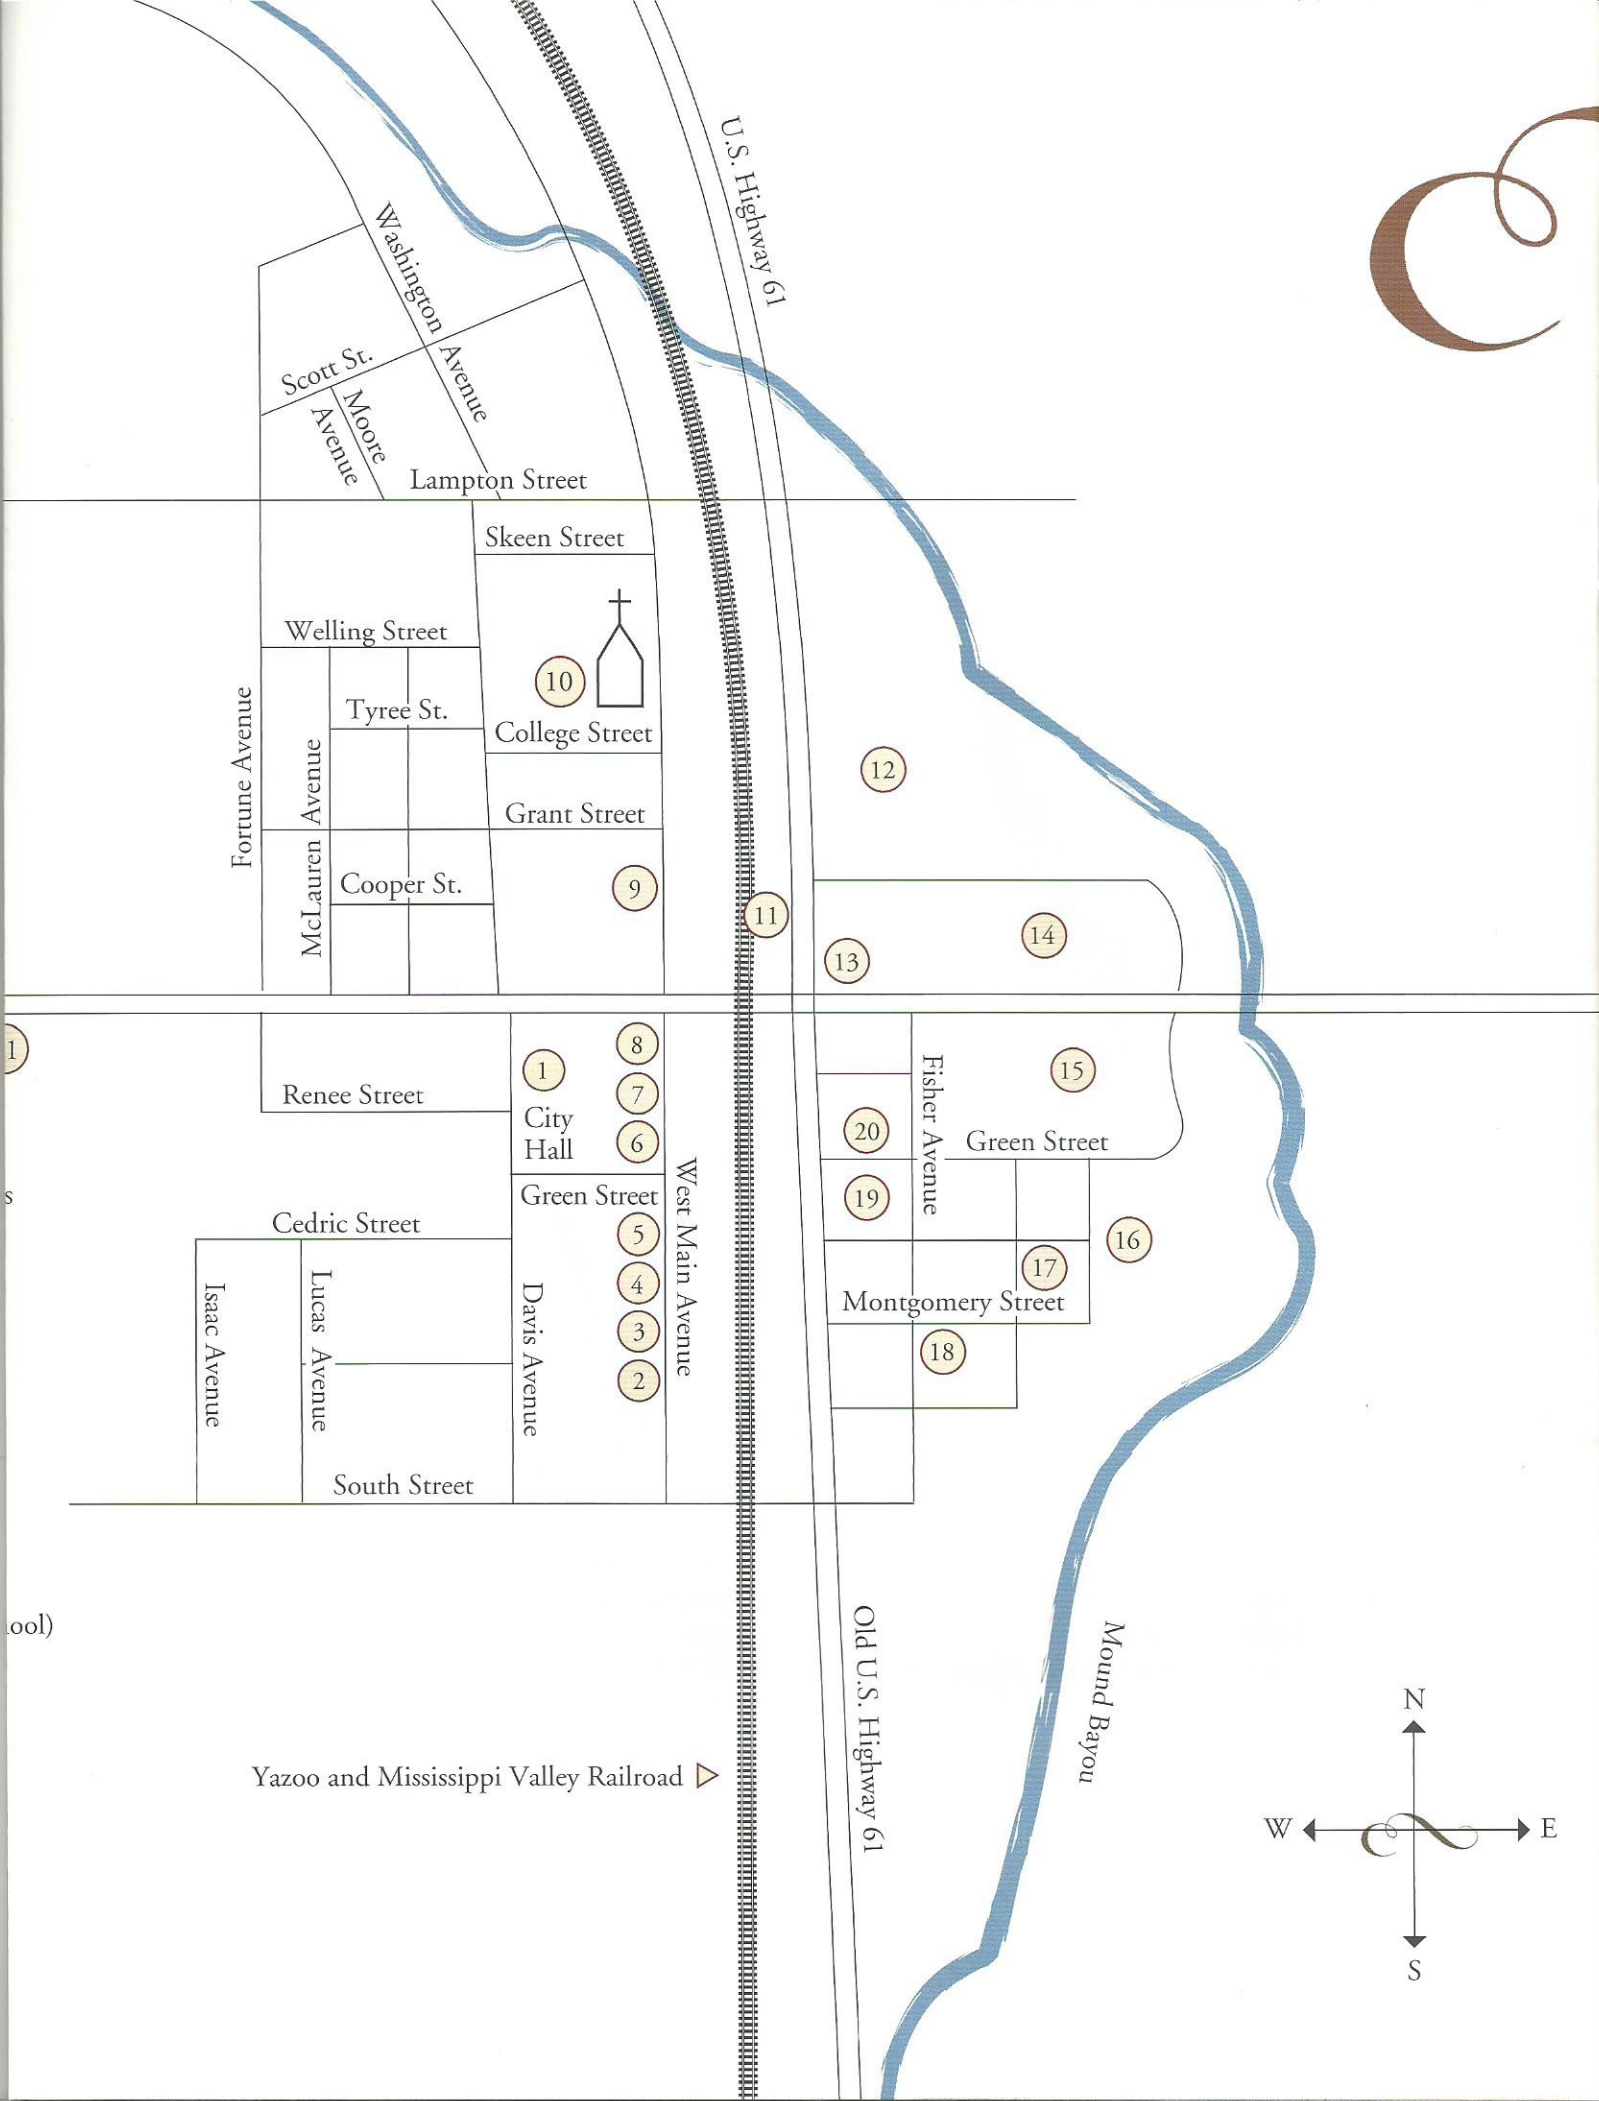 U.S. Highway 61
C
Washington Avenue
Scott St.
Moore
Avenue
Lampton Street
Skeen Street
Welling Street
10
Tyree St.
College Street
Fortune Avenue
McLauren Avenue
12
Grant Street
Cooper St.
9
11
14
13
1
8
1
Fisher Avenue
15
Renee Street
7
City
Hall
6
20
Green Street
West Main Avenue
s
Green Street
19
Cedric Street
5
16
Isaac Avenue
Lucas Avenue
Davis Avenue
4
17
Montgomery Street
3
18
2
South Street
Old U.S. Highway 61
ool)
Mound Bayou
N
Yazoo and Mississippi Valley Railroad
W
E
S